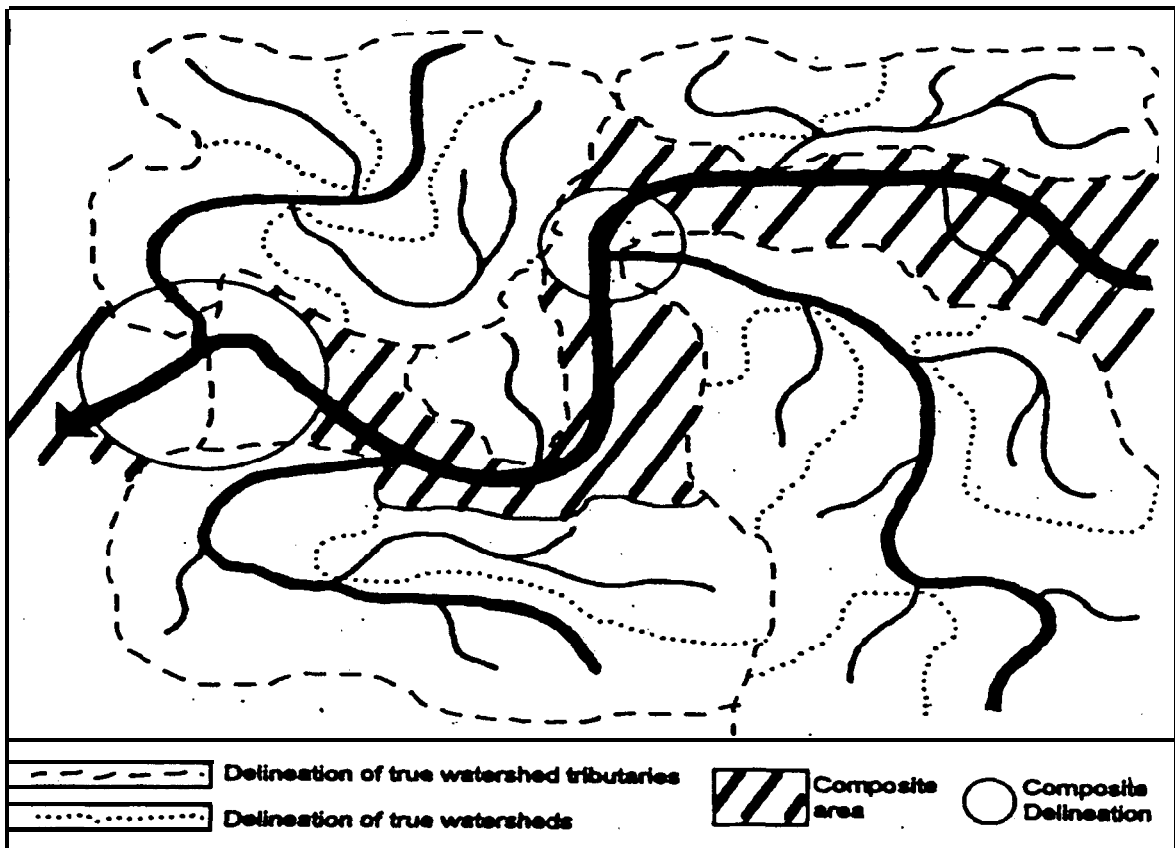 Delineation of true watershed tributaries
Delineation of true watersheds
Composite
area
Composite
Delineation